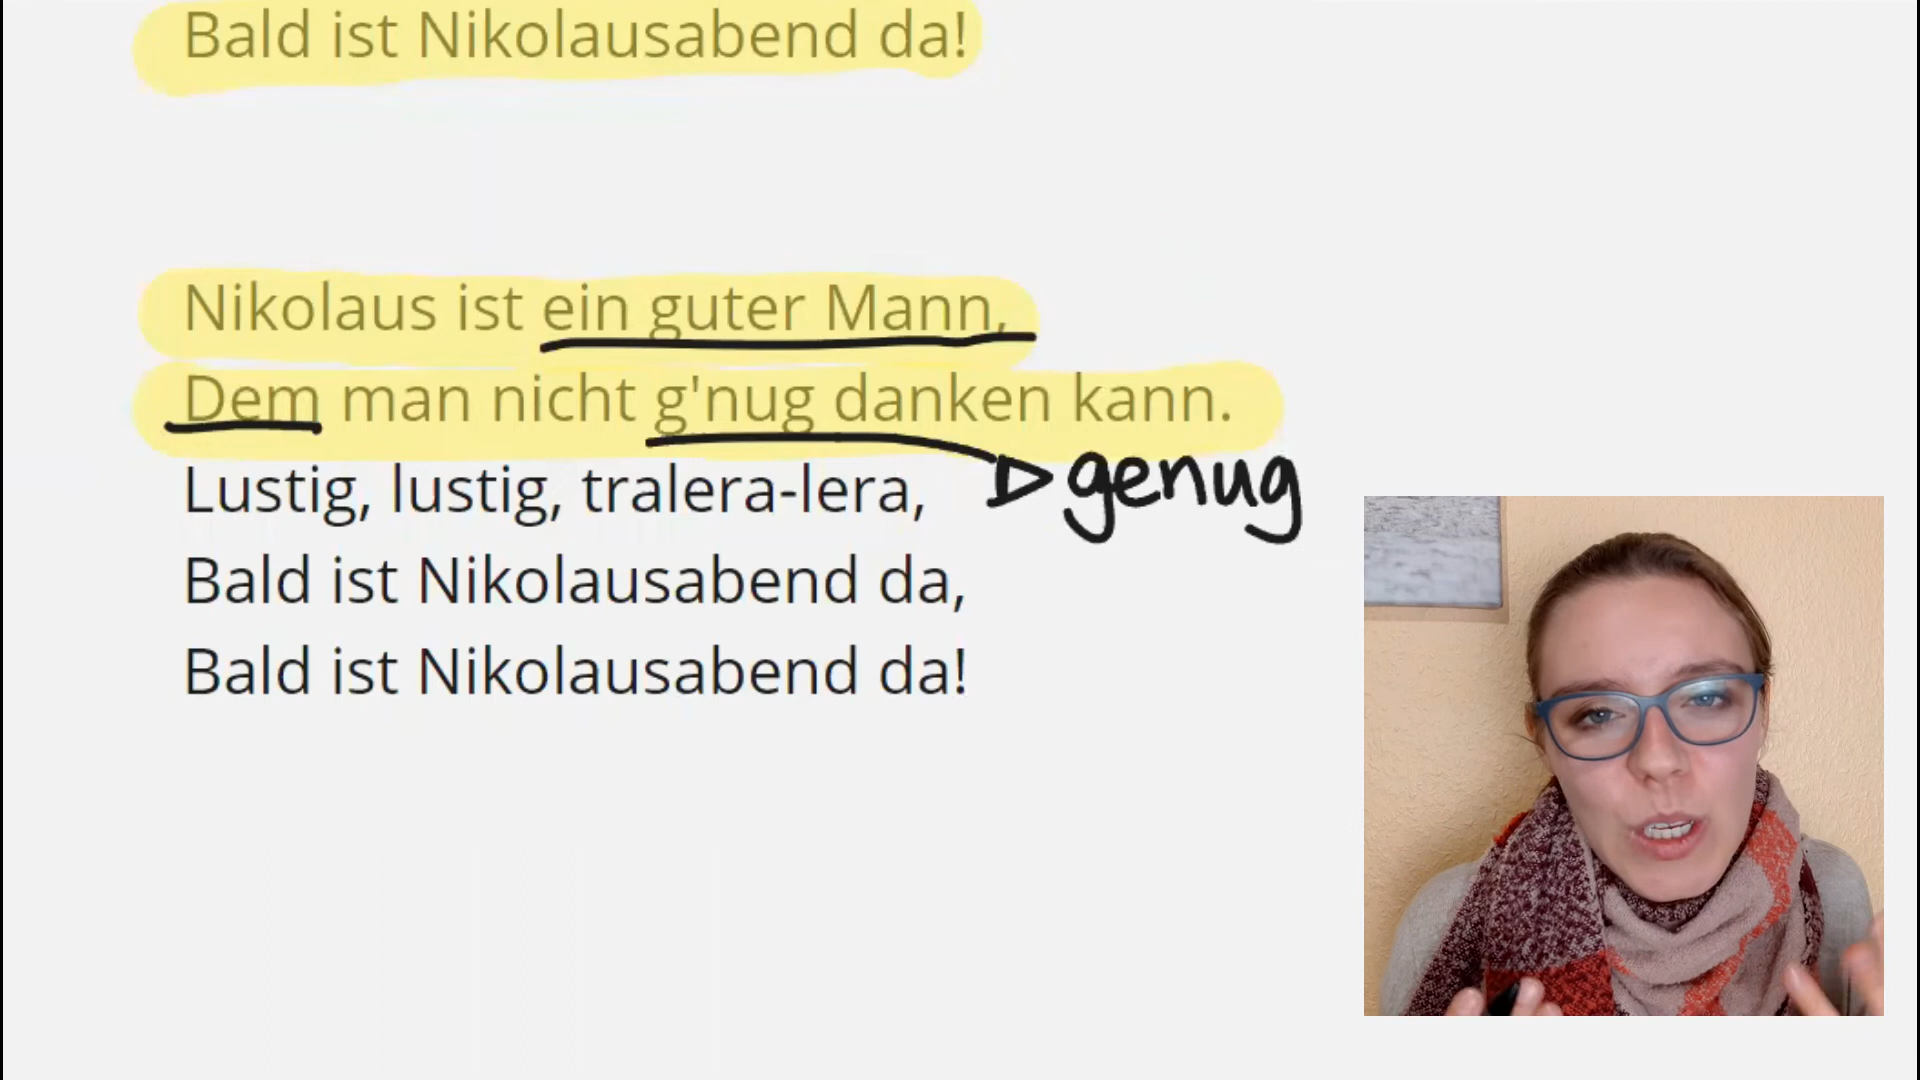 Bald ist Nikolausabend da!
Nikolaus ist ein guter Mann,
Dem man nicht g'nug danken kann.
Lustig, lustig, tralera-lera,
genug
Bald ist Nikolausabend da,
Bald ist Nikolausabend da!